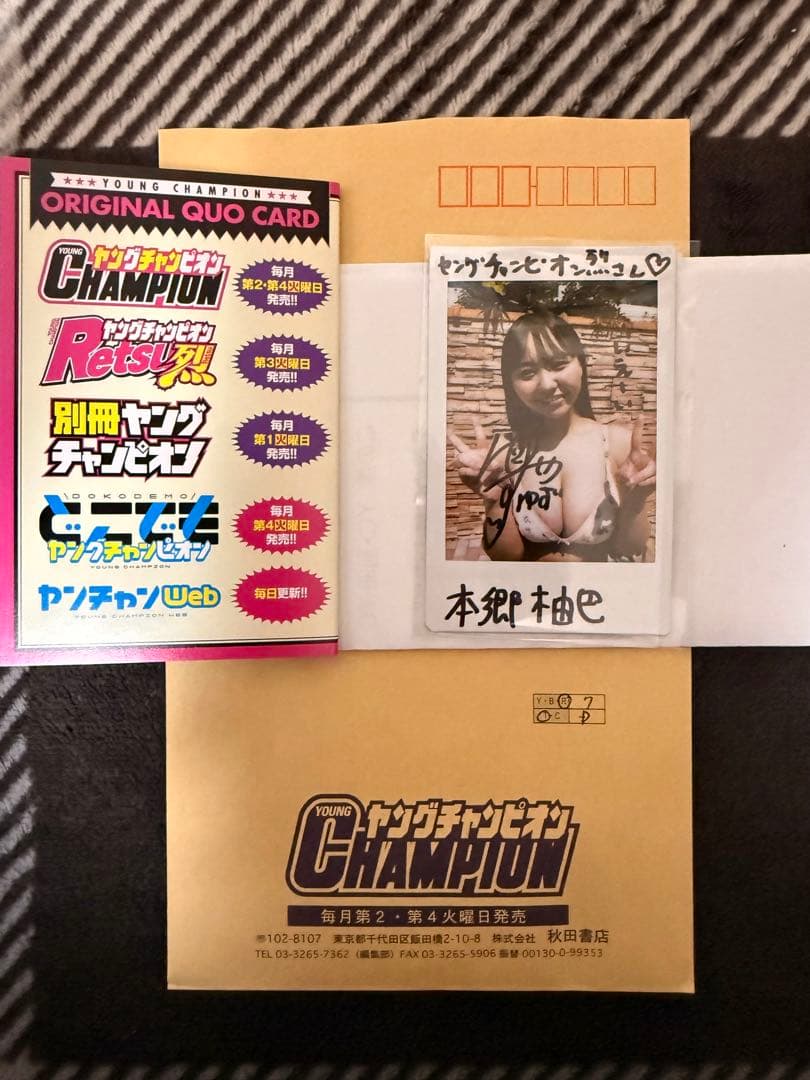 ★★★ YOUNG CHAMPION ★★★
ORIGINAL QUO CARD
YOUNG
ヤングチャンピオン
CHAMPION
毎月
第2・第4火曜日
発売!!
ヤングチャンピオン
Retsu烈
毎月
第3火曜日
発売!!
別冊ヤング
チャンピオン
毎月
第1火曜日
発売!!
\DOKODEMO/
どこでも
ヤングチャンピオン
YOUNG CHAMPION
毎月
第4火曜日
発売!!
ヤンチャンWeb
YOUNG CHAMPION WEB
毎日更新!!
ヤングチャンピオン烈さん♡
いえーい
ゆず
本郷柚巴
Y・B R 7
C P
YOUNG
ヤングチャンピオン
CHAMPION
毎月第2・第4火曜日発売
〒102-8107 東京都千代田区飯田橋2-10-8 株式会社 秋田書店
TEL 03-3265-7362(編集部) FAX 03-3265-5906 振替 00130-0-99353